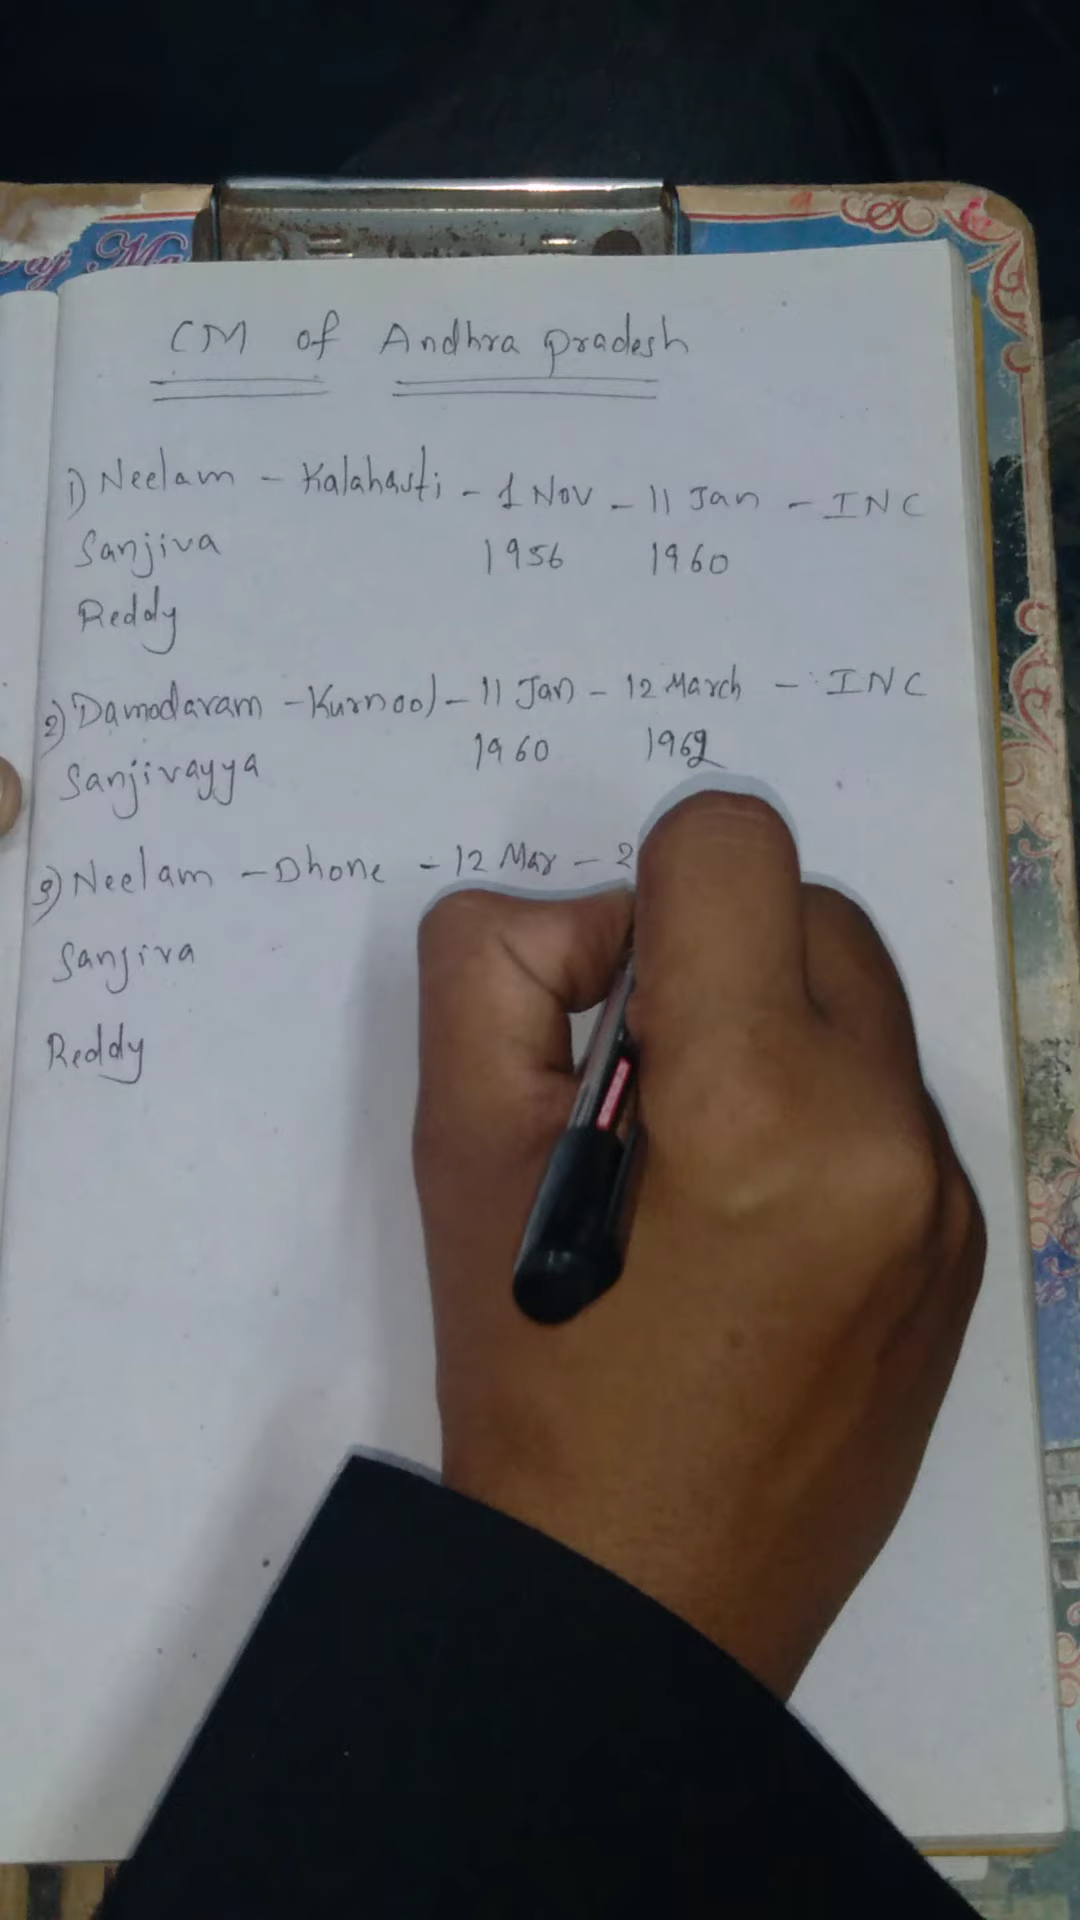 CM of Andhra pradesh
1) Neelam - Kalahasti - 1 Nov - 11 Jan - INC
Sanjiva 1956 1960
Reddy
2) Damodaram - Kurnool - 11 Jan - 12 March - INC
Sanjivayya 1960 1962
3) Neelam - Dhone - 12 Mar - 2
Sanjiva
Reddy